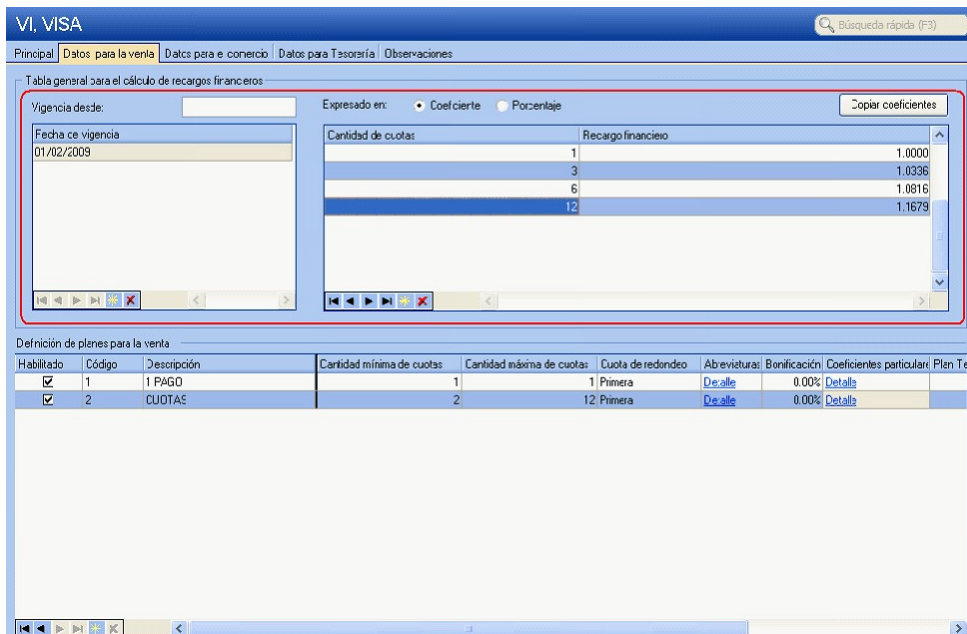 VI, VISA
Búsqueda rápida (F3)
Principal Datos para la venta Datos para el comercio Datos para Tesorería Observaciones
Tabla general para el cálculo de recargos financieros
Vigencia desde: Expresado en: Coeficiente Porcentaje Copiar coeficientes
Fecha de vigencia
01/02/2009
Cantidad de cuotas Recargo financiero
1 1.0000
3 1.0336
6 1.0816
12 1.1679
Definición de planes para la venta
Habilitado Código Descripción Cantidad mínima de cuotas Cantidad máxima de cuotas Cuota de redondeo Abreviaturas Bonificación Coeficientes particulare Plan Te
1 1 PAGO 1 1 Primera Detalle 0.00% Detalle
2 CUOTAS 2 12 Primera Detalle 0.00% Detalle